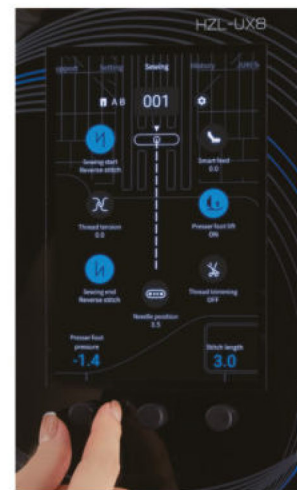 HZL-UX8
Setting
Sewing
History
A B
001
Sewing start
Reverse stitch
Smart feed
0.0
Thread tension
0.0
Presser foot lift
ON
Sewing end
Reverse stitch
Thread trimming
OFF
Needle position
3.5
Presser foot
pressure
-1.4
Stitch length
3.0